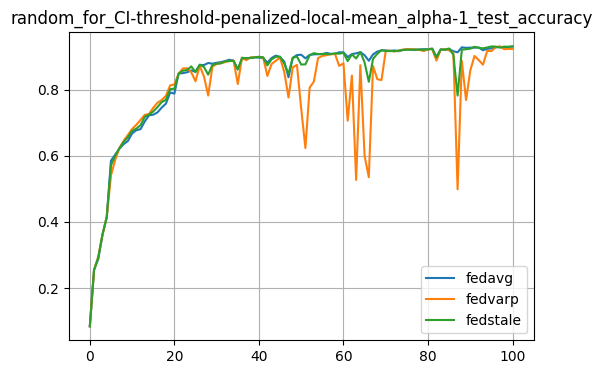 random_for_CI-threshold-penalized-local-mean_alpha-1_test_accuracy
0.8
0.6
0.4
0.2
0
20
40
60
80
100
fedavg
fedvarp
fedstale